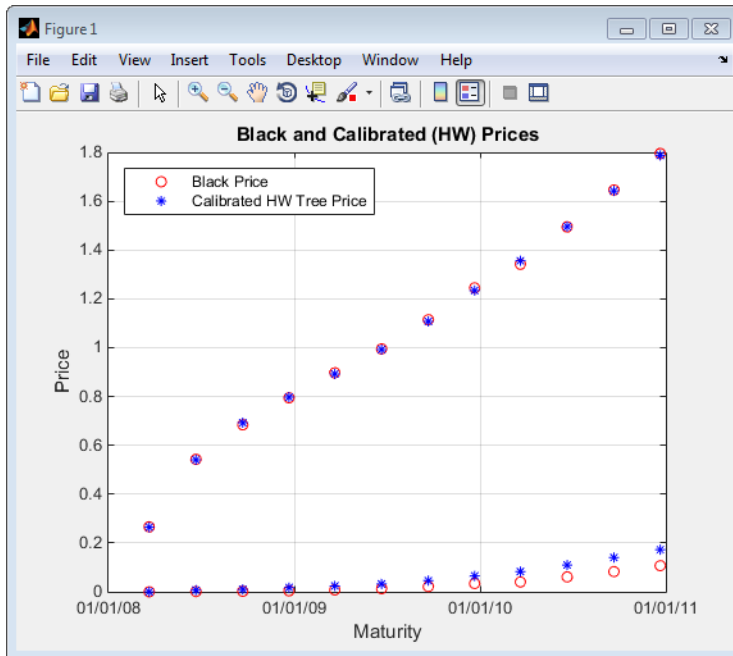 Figure 1
File Edit View Insert Tools Desktop Window Help
Black and Calibrated (HW) Prices
Black Price
Calibrated HW Tree Price
1.8
1.6
1.4
1.2
1
0.8
0.6
0.4
0.2
0
Price
01/01/08 01/01/09 01/01/10 01/01/11
Maturity